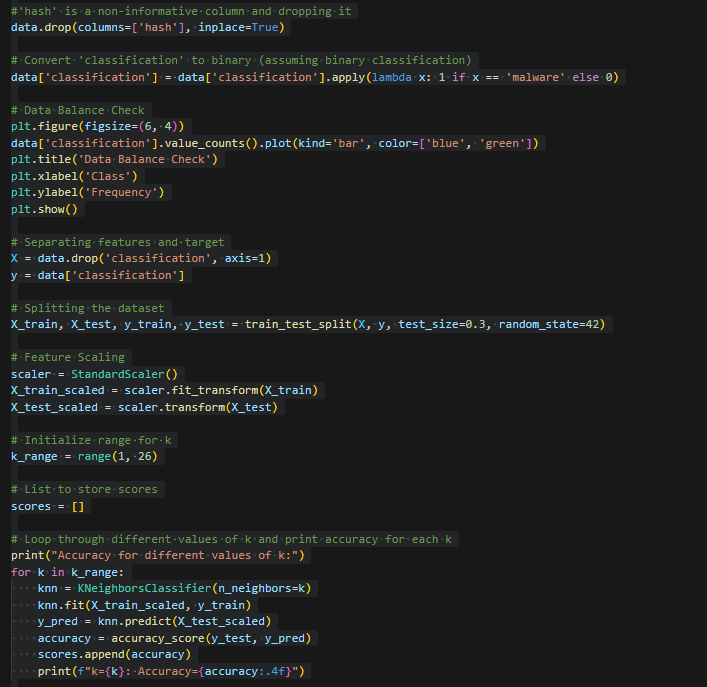 #'hash' is a non-informative column and dropping it
data.drop(columns=['hash'], inplace=True)
# Convert 'classification' to binary (assuming binary classification)
data['classification'] = data['classification'].apply(lambda x: 1 if x == 'malware' else 0)
# Data Balance Check
plt.figure(figsize=(6, 4))
data['classification'].value_counts().plot(kind='bar', color=['blue', 'green'])
plt.title('Data Balance Check')
plt.xlabel('Class')
plt.ylabel('Frequency')
plt.show()
# Separating features and target
X = data.drop('classification', axis=1)
y = data['classification']
# Splitting the dataset
X_train, X_test, y_train, y_test = train_test_split(X, y, test_size=0.3, random_state=42)
# Feature Scaling
scaler = StandardScaler()
X_train_scaled = scaler.fit_transform(X_train)
X_test_scaled = scaler.transform(X_test)
# Initialize range for k
k_range = range(1, 26)
# List to store scores
scores = []
# Loop through different values of k and print accuracy for each k
print("Accuracy for different values of k:")
for k in k_range:
    knn = KNeighborsClassifier(n_neighbors=k)
    knn.fit(X_train_scaled, y_train)
    y_pred = knn.predict(X_test_scaled)
    accuracy = accuracy_score(y_test, y_pred)
    scores.append(accuracy)
    print(f"k={k}: Accuracy={accuracy:.4f}")